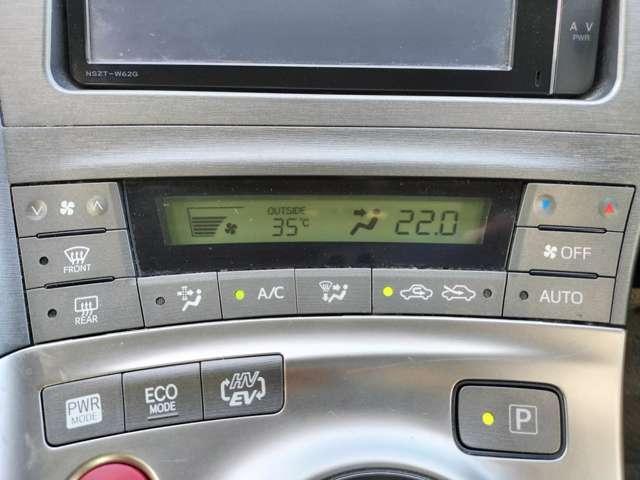 A V
PWR
NSZT-W62G
OUTSIDE
35℃
22.0
OFF
FRONT
A/C
AUTO
REAR
PWR MODE
ECO MODE
HV EV
P